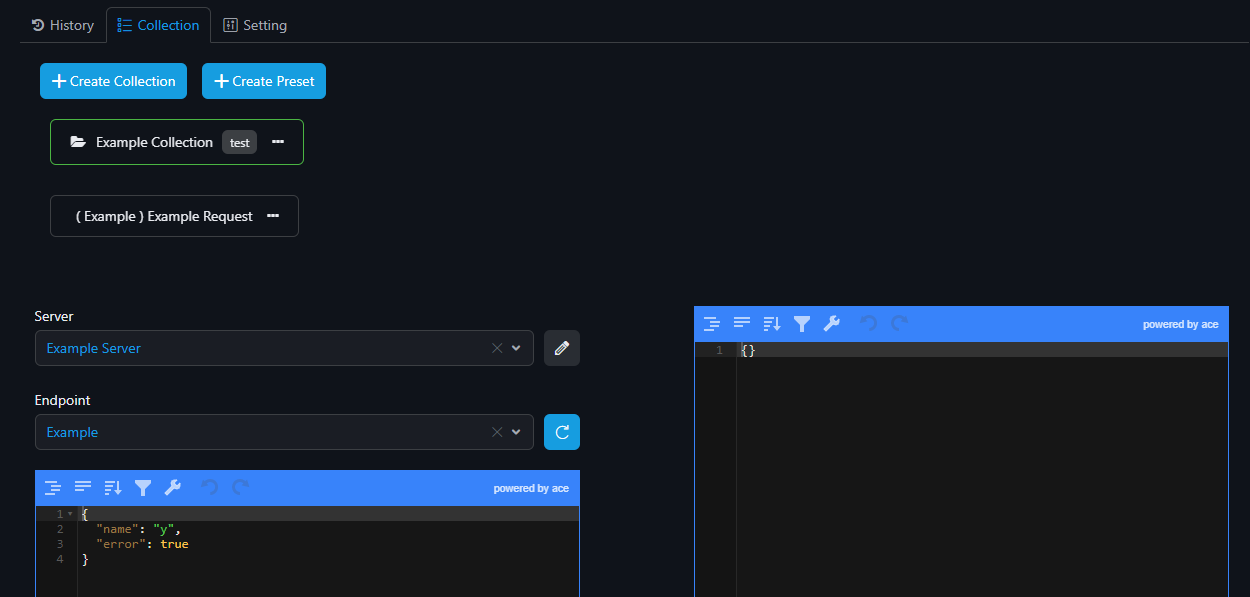 History Collection Setting
Create Collection Create Preset
Example Collection test
( Example ) Example Request
Server
Example Server
Endpoint
Example
powered by ace
1 {
2 "name": "y",
3 "error": true
4 }
powered by ace
1 {}